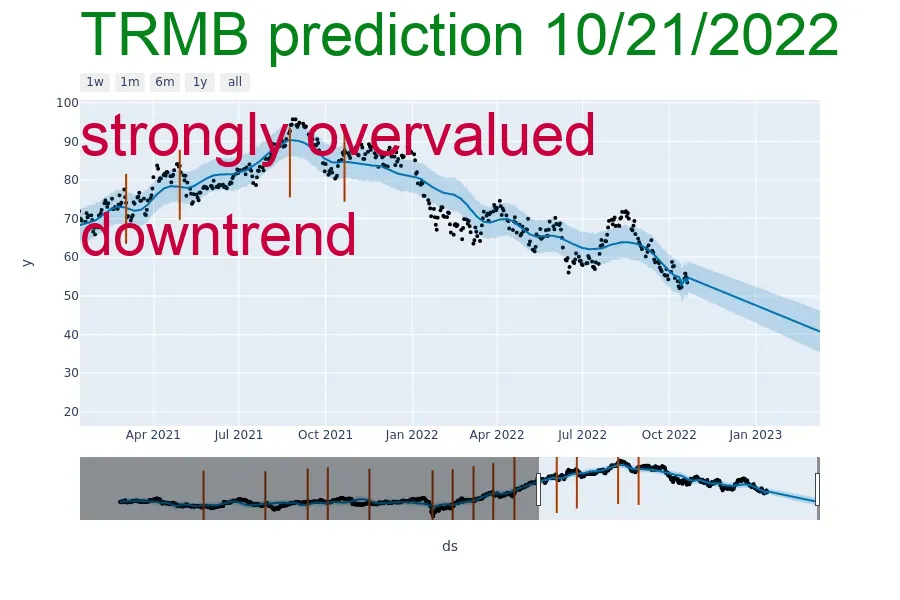 TRMB prediction 10/21/2022
1w 1m 6m 1y all
100
strongly overvalued
90
80
70
downtrend
60
y
50
40
30
20
Apr 2021 Jul 2021 Oct 2021 Jan 2022 Apr 2022 Jul 2022 Oct 2022 Jan 2023
ds